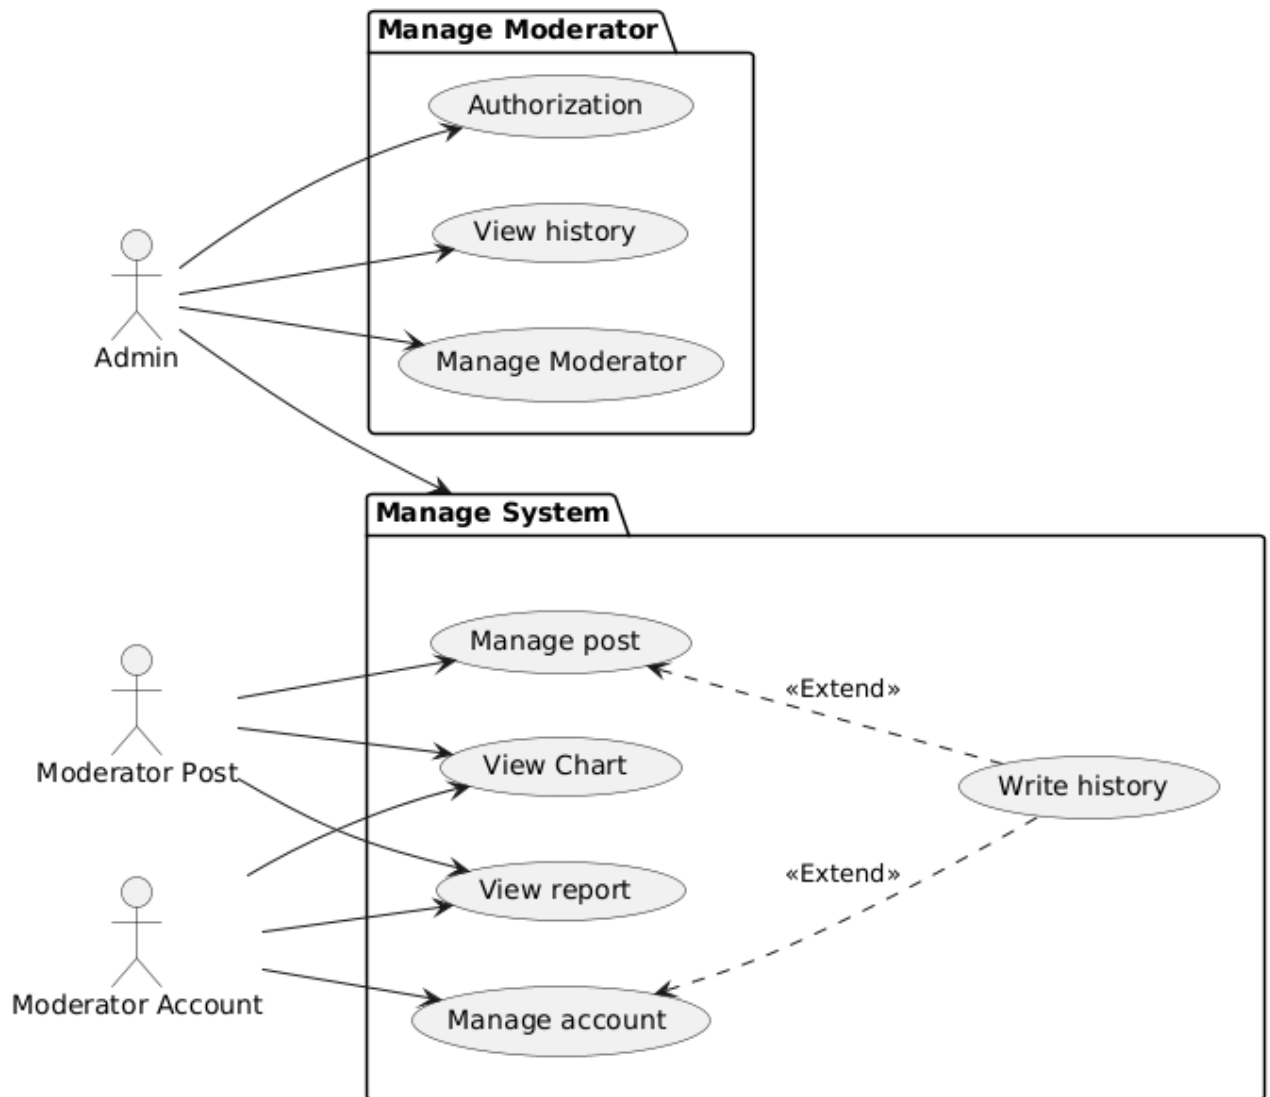 Manage Moderator
Authorization
View history
Manage Moderator
Admin
Manage System
Manage post
«Extend»
View Chart
Moderator Post
Write history
«Extend»
View report
Moderator Account
Manage account